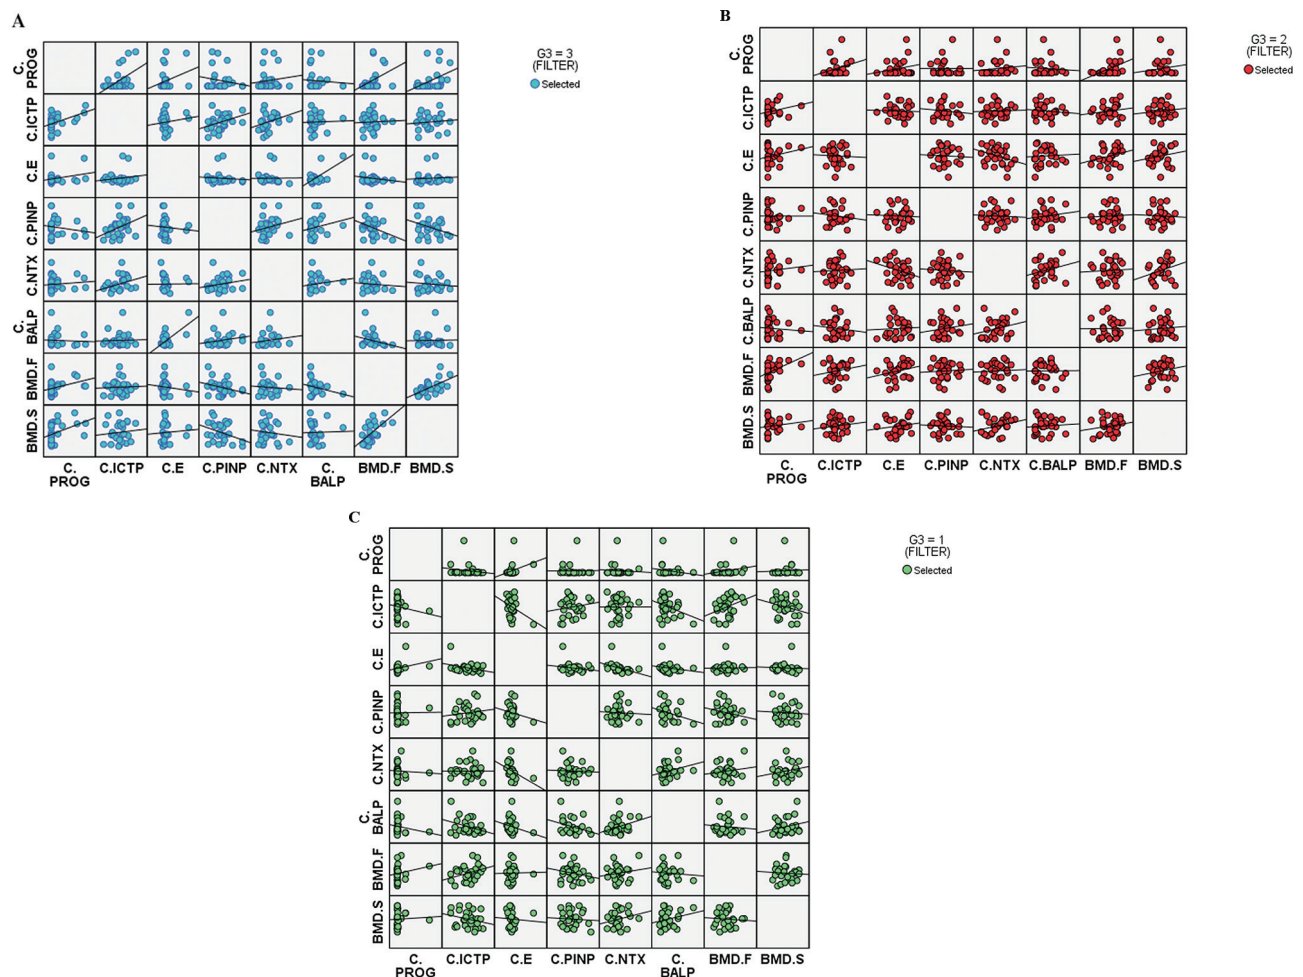 A
G3 = 3
(FILTER)
Selected
C.
PROG
C.ICTP
C.E
C.PINP
C.NTX
C.
BALP
BMD.F
BMD.S
C.
PROG
C.ICTP
C.E
C.PINP
C.NTX
C.
BALP
BMD.F
BMD.S
B
G3 = 2
(FILTER)
Selected
C.
PROG
C.ICTP
C.E
C.PINP
C.NTX
C.BALP
BMD.F
BMD.S
C.
PROG
C.ICTP
C.E
C.PINP
C.NTX
C.BALP
BMD.F
BMD.S
C
G3 = 1
(FILTER)
Selected
C.
PROG
C.ICTP
C.E
C.PINP
C.NTX
C.
BALP
BMD.F
BMD.S
C.
PROG
C.ICTP
C.E
C.PINP
C.NTX
C.
BALP
BMD.F
BMD.S